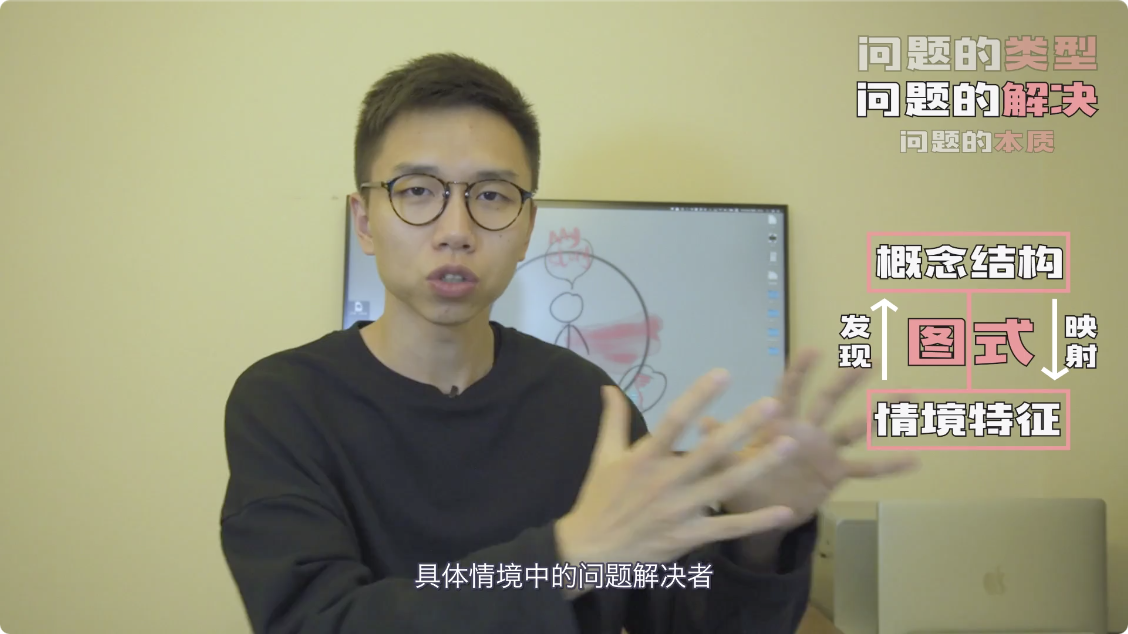 问题的类型
问题的解决
问题的本质
概念结构
发现
图式
映射
情境特征
具体情境中的问题解决者